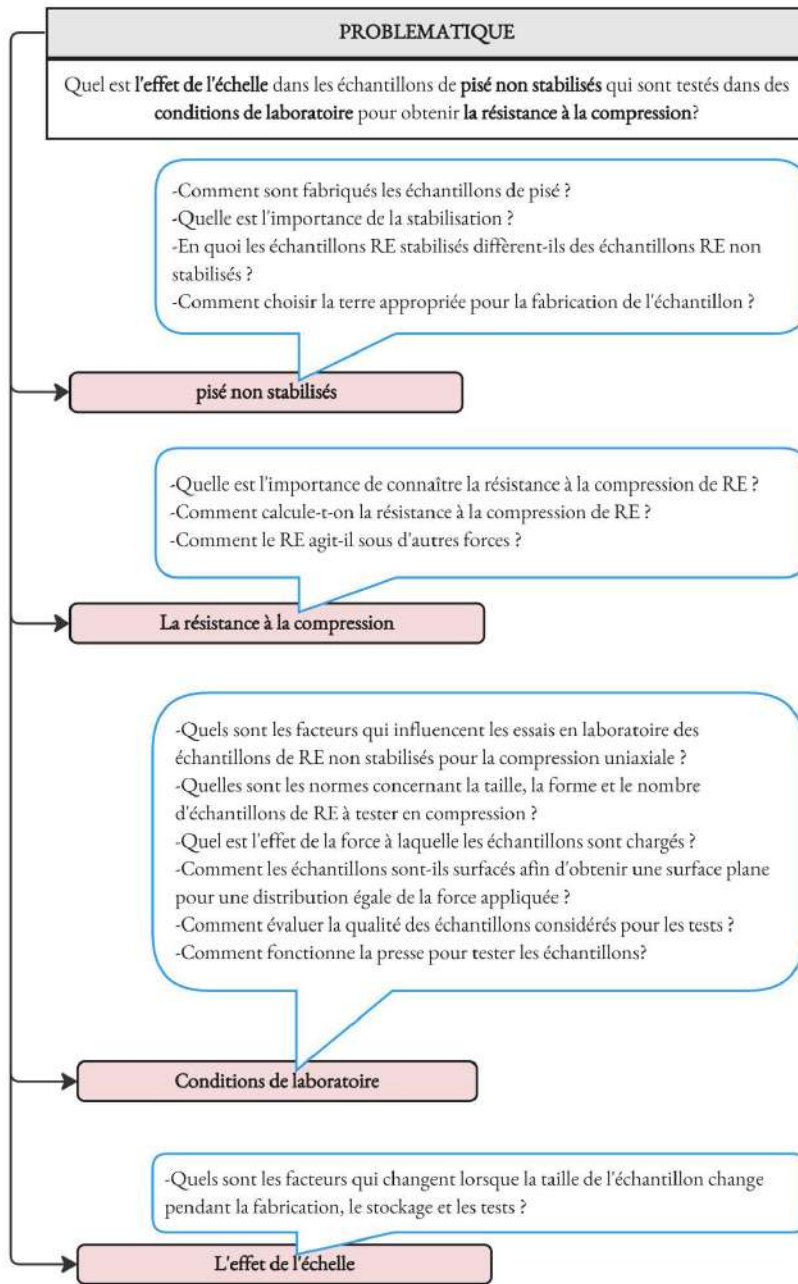 PROBLEMATIQUE
Quel est l'effet de l'échelle dans les échantillons de pisé non stabilisés qui sont testés dans des
conditions de laboratoire pour obtenir la résistance à la compression?
-Comment sont fabriqués les échantillons de pisé ?
-Quelle est l'importance de la stabilisation ?
-En quoi les échantillons RE stabilisés diffèrent-ils des échantillons RE non
stabilisés ?
-Comment choisir la terre appropriée pour la fabrication de l'échantillon ?
pisé non stabilisés
-Quelle est l'importance de connaître la résistance à la compression de RE ?
-Comment calcule-t-on la résistance à la compression de RE ?
-Comment le RE agit-il sous d'autres forces ?
La résistance à la compression
-Quels sont les facteurs qui influencent les essais en laboratoire des
échantillons de RE non stabilisés pour la compression uniaxiale ?
-Quelles sont les normes concernant la taille, la forme et le nombre
d'échantillons de RE à tester en compression ?
-Quel est l'effet de la force à laquelle les échantillons sont chargés ?
-Comment les échantillons sont-ils surfacés afin d'obtenir une surface plane
pour une distribution égale de la force appliquée ?
-Comment évaluer la qualité des échantillons considérés pour les tests ?
-Comment fonctionne la presse pour tester les échantillons?
Conditions de laboratoire
-Quels sont les facteurs qui changent lorsque la taille de l'échantillon change
pendant la fabrication, le stockage et les tests ?
L'effet de l'échelle